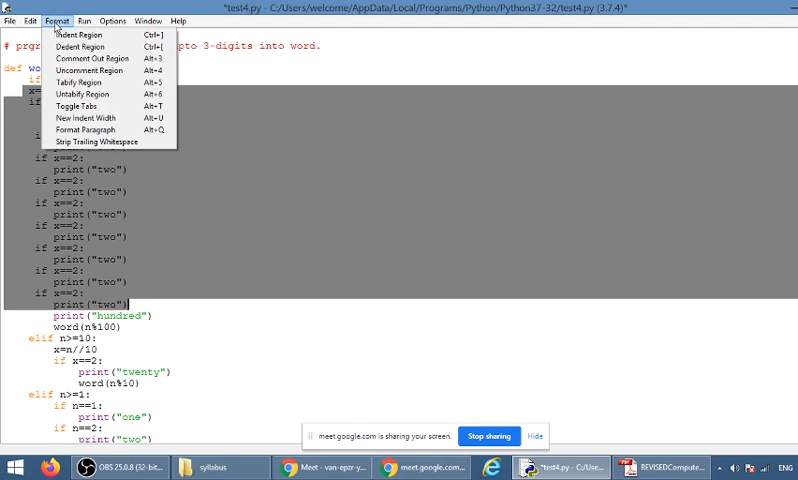 *test4.py - C:/Users/welcome/AppData/Local/Programs/Python/Python37-32/test4.py (3.7.4)*
File Edit Format Run Options Window Help
Indent Region Ctrl+]
# prgr pto 3-digits into word.
Dedent Region Ctrl+[
Comment Out Region Alt+3
def wo
Uncomment Region Alt+4
if
Tabify Region Alt+5
x=
Untabify Region Alt+6
if
Toggle Tabs Alt+T
New Indent Width Alt+U
Format Paragraph Alt+Q
if
Strip Trailing Whitespace
print("two")
if x==2:
print("two")
if x==2:
print("two")
if x==2:
print("two")
if x==2:
print("two")
if x==2:
print("two")
if x==2:
print("two")
if x==2:
print("two")
print("hundred")
word(n%100)
elif n>=10:
x=n//10
if x==2:
print("twenty")
word(n%10)
elif n>=1:
if n==1:
print("one")
if n==2:
print("two")
meet.google.com is sharing your screen. Stop sharing Hide
OBS 25.0.8 (32-bit... syllabus Meet - van-epzr-y... meet.google.com... *test4.py - C:/Use... REVISEDCompute... ENG